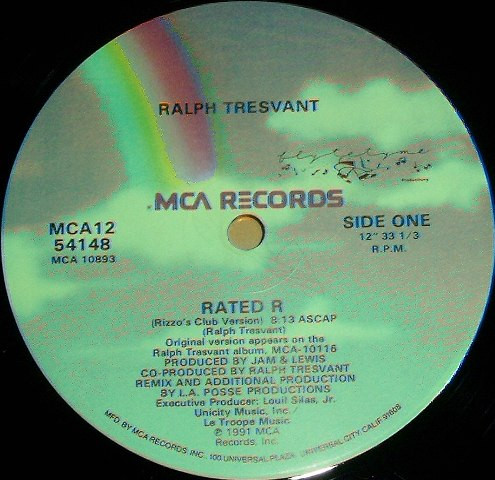 RALPH TRESVANT
MCA RECORDS
MCA12
54148
MCA 10893
SIDE ONE
12" 33 1/3
R.P.M.
RATED R
(Rizzo's Club Version) 8:13 ASCAP
(Ralph Tresvant)
Original version appears on the
Ralph Tresvant album, MCA-10116
PRODUCED BY JAM & LEWIS
CO-PRODUCED BY RALPH TRESVANT
REMIX AND ADDITIONAL PRODUCTION
BY L.A. POSSE PRODUCTIONS
Executive Producer: Louil Silas, Jr.
Unicity Music, Inc./
Le Troope Music
℗ © 1991 MCA
Records, Inc.
MFD. BY MCA RECORDS INC., 100 UNIVERSAL PLAZA, UNIVERSAL CITY, CALIF. 91608